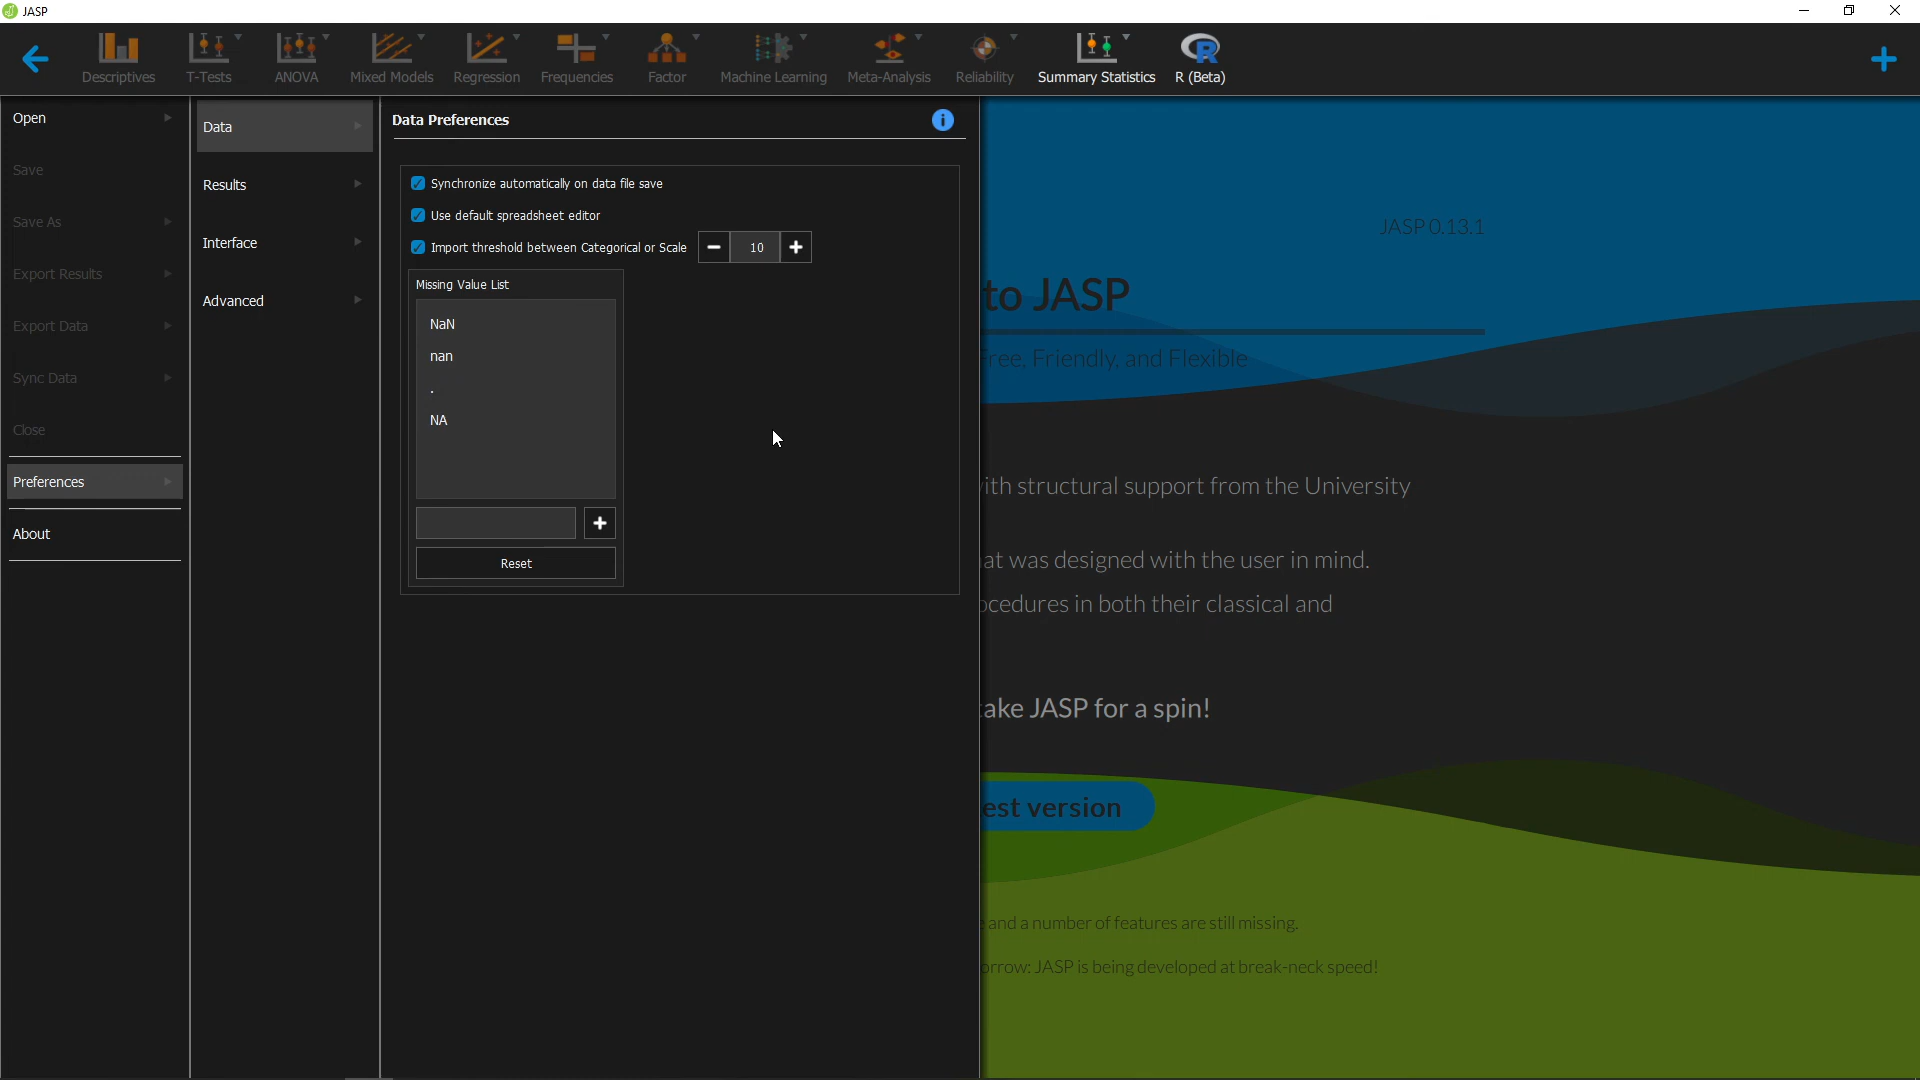 JASP
Descriptives
T-Tests
ANOVA
Mixed Models
Regression
Frequencies
Factor
Machine Learning
Meta-Analysis
Reliability
Summary Statistics
R (Beta)
Open
Save
Save As
Export Results
Export Data
Sync Data
Close
Preferences
About
Data
Results
Interface
Advanced
Data Preferences
Synchronize automatically on data file save
Use default spreadsheet editor
Import threshold between Categorical or Scale
10
Missing Value List
NaN
nan
.
NA
Reset
JASP 0.13.1
to JASP
Free, Friendly, and Flexible
ith structural support from the University
at was designed with the user in mind.
ocedures in both their classical and
take JASP for a spin!
est version
and a number of features are still missing.
orrow: JASP is being developed at break-neck speed!